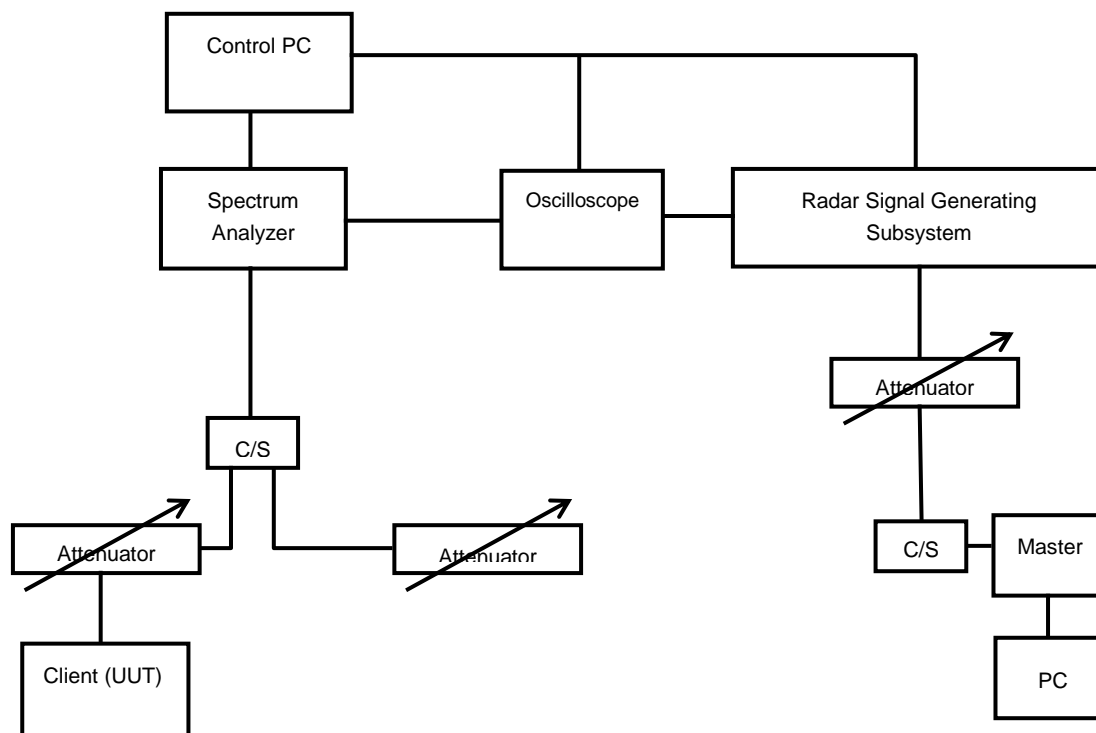 Control PC
Spectrum
Analyzer
Oscilloscope
Radar Signal Generating
Subsystem
Attenuator
C/S
Attenuator
Attenuator
C/S
Master
Client (UUT)
PC